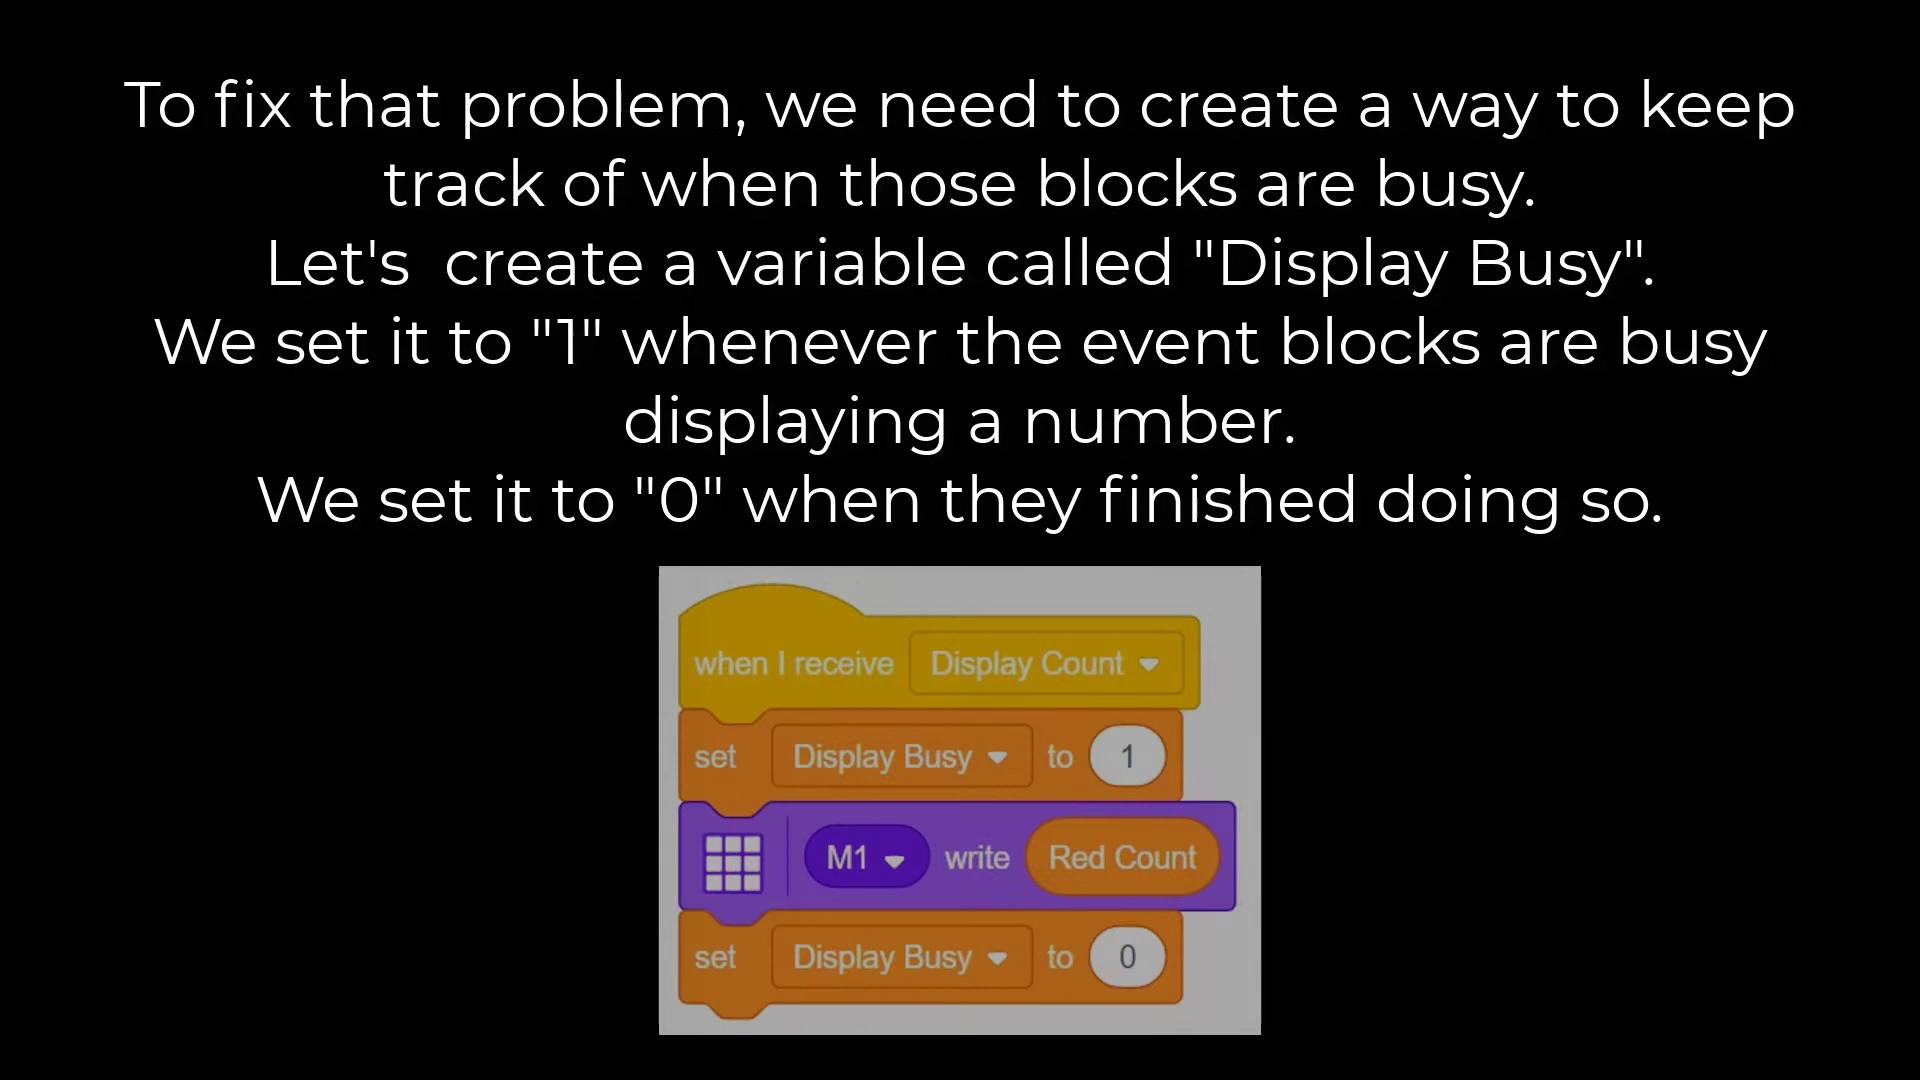 To fix that problem, we need to create a way to keep
track of when those blocks are busy.
Let's  create a variable called "Display Busy".
We set it to "1" whenever the event blocks are busy
displaying a number.
We set it to "0" when they finished doing so.
when I receive Display Count
set Display Busy to 1
M1 write Red Count
set Display Busy to 0